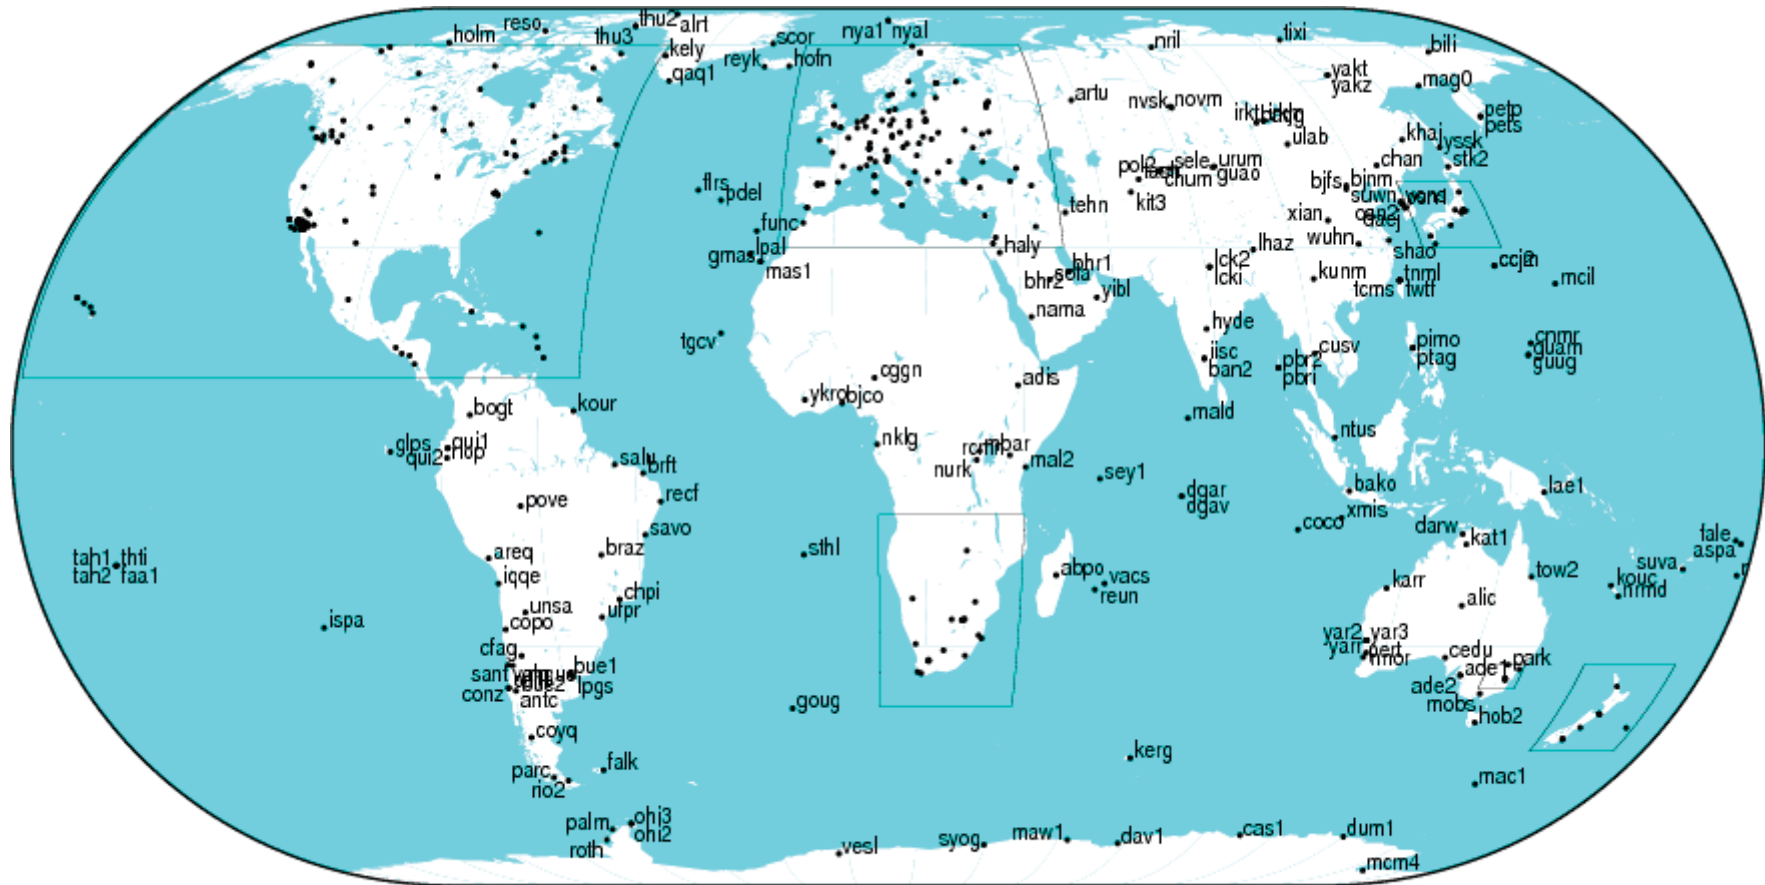 thu2
alrt
reso
holm
thu3
kely
qaq1
scor
reyk
hofn
nya1 nyal
nril
tixi
bili
yakt
yakz
mag0
petp
pets
artu
nvsk
novm
ulab
khaj
yssk
stk2
chan
pol2
sele
urum
guao
chum
kit3
bjfs
binm
suwn
daej
xian
wuhn
shao
flrs
pdel
func
lpal
gmas
mas1
tehn
haly
bhr1
bhr2
sola
yibl
nama
lhaz
lck2
lcki
kunm
tnml
tcms
twtf
mcil
hyde
iisc
ban2
cusv
pbr2
pbri
pimo
ptag
cnmr
guam
guug
tgcv
cggn
adis
ykro
bjco
bogt
kour
mald
ntus
glps
qui1
qui2
riop
nklg
mbar
nurk
mal2
sey1
salu
brft
recf
pove
savo
dgar
dgav
bako
xmis
coco
lae1
darw
kat1
fale
aspa
suva
kouc
nrmd
tow2
tah1 thti
tah2 faa1
areq
braz
sthl
abpo
vacs
reun
karr
alic
iqqe
chpi
unsa
ufpr
ispa
copo
cfag
yar2
yar3
yarr
pert
cedu
park
ade1
ade2
mobs
hob2
sant
bue1
lpgs
conz
antc
goug
coyq
parc
falk
rio2
kerg
mac1
palm
ohi3
ohi2
roth
vesl
syog
maw1
dav1
cas1
dum1
mcm4